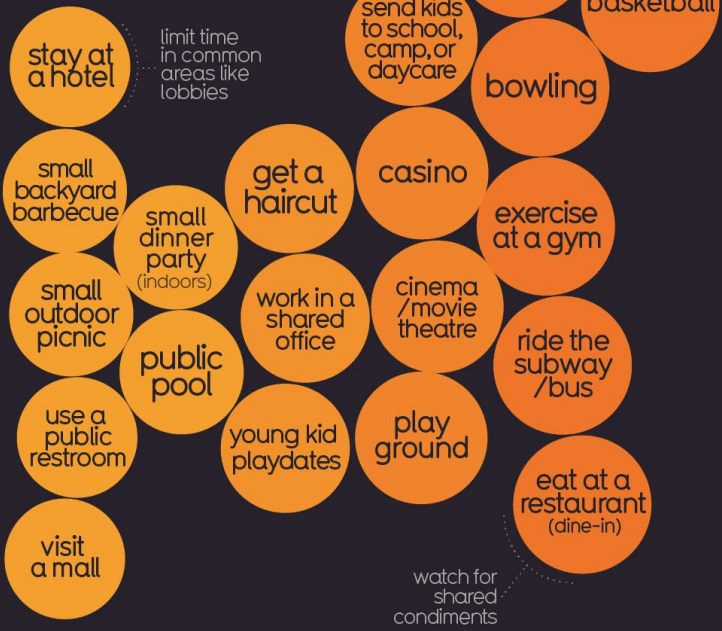 stay at
a hotel
limit time
in common
areas like
lobbies
small
backyard
barbecue
small
outdoor
picnic
use a
public
restroom
visit
a mall
small
dinner
party
(indoors)
public
pool
get a
haircut
work in a
shared
office
young kid
playdates
send kids
to school,
camp, or
daycare
casino
cinema
/movie
theatre
play
ground
basketball
bowling
exercise
at a gym
ride the
subway
/bus
eat at a
restaurant
(dine-in)
watch for
shared
condiments